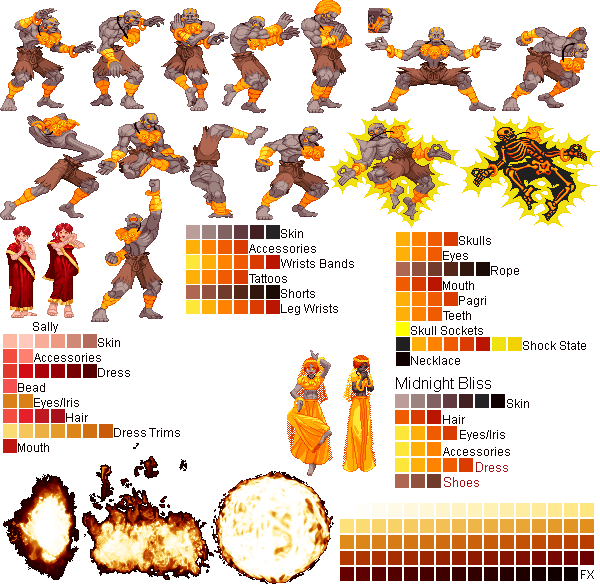 Skin
Accessories
Wrists Bands
Tattoos
Shorts
Leg Wrists
Skulls
Eyes
Rope
Mouth
Pagri
Teeth
Skull Sockets
Shock State
Necklace
Sally
Skin
Accessories
Dress
Bead
Eyes/Iris
Hair
Dress Trims
Mouth
Midnight Bliss
Skin
Hair
Eyes/Iris
Accessories
Dress
Shoes
FX